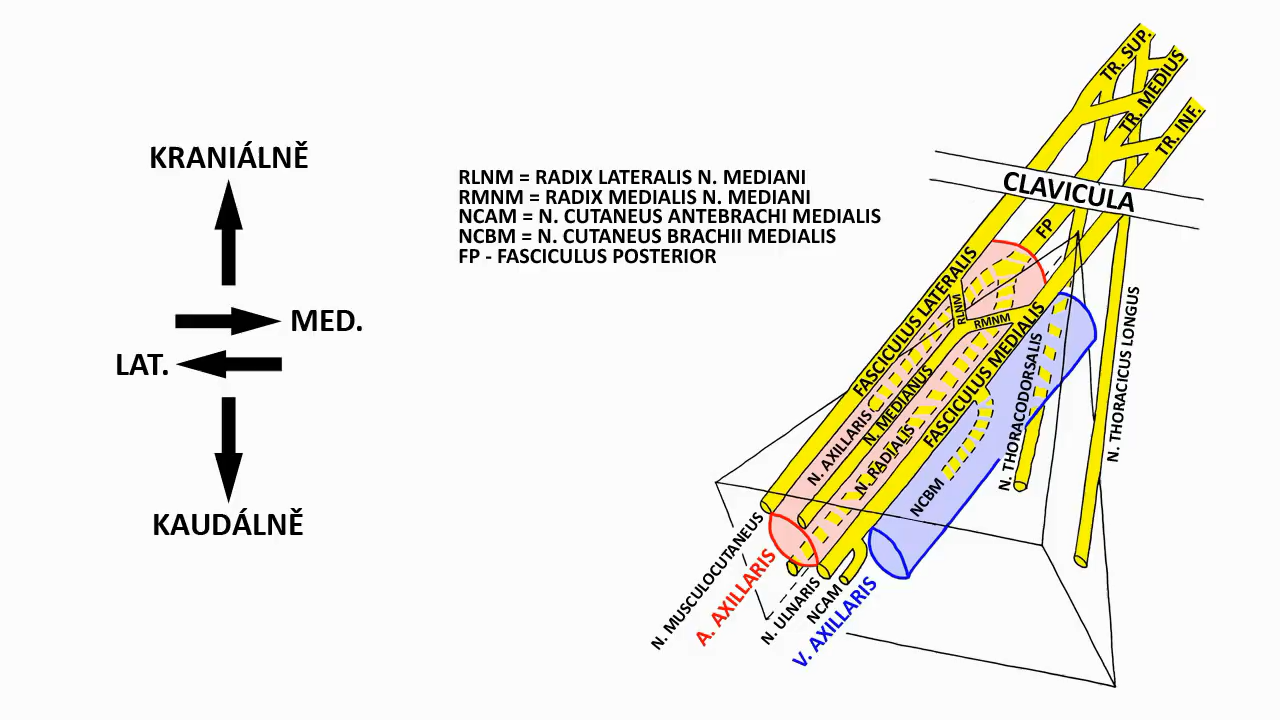 KRANIÁLNĚ
MED.
LAT.
KAUDÁLNĚ
RLNM = RADIX LATERALIS N. MEDIANI
RMNM = RADIX MEDIALIS N. MEDIANI
NCAM = N. CUTANEUS ANTEBRACHI MEDIALIS
NCBM = N. CUTANEUS BRACHII MEDIALIS
FP - FASCICULUS POSTERIOR
TR. SUP.
TR. MEDIUS
TR. INF.
CLAVICULA
FP
FASCICULUS LATERALIS
RLNM
RMNM
FASCICULUS MEDIALIS
N. THORACODORSALIS
N. THORACICUS LONGUS
N. AXILLARIS
N. MEDIANUS
N. RADIALIS
NCBM
N. MUSCULOCUTANEUS
A. AXILLARIS
N. ULNARIS
NCAM
V. AXILLARIS